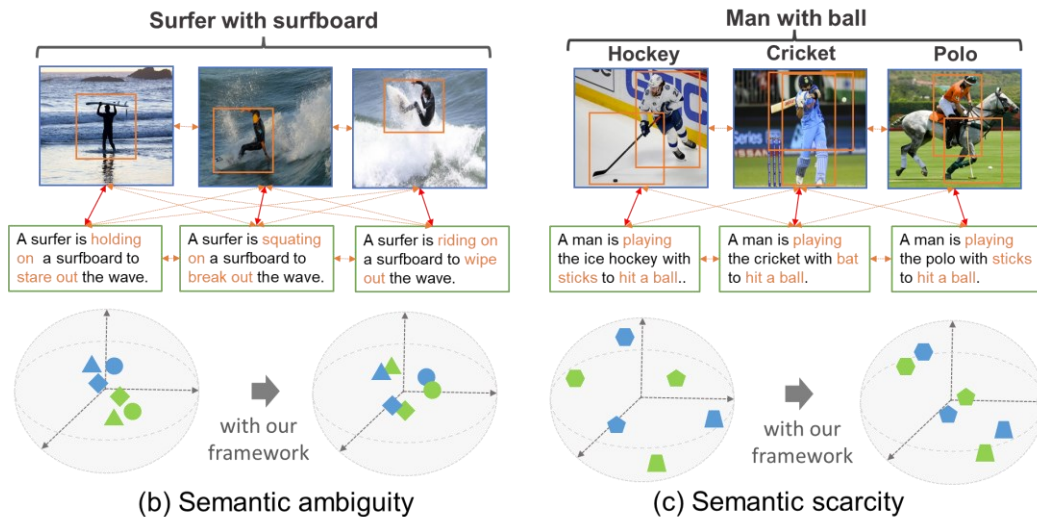 Surfer with surfboard
A surfer is holding
on a surfboard to
stare out the wave.
A surfer is squating
on a surfboard to
break out the wave.
A surfer is riding on
a surfboard to wipe
out the wave.
with our
framework
(b) Semantic ambiguity
Man with ball
Hockey
Cricket
Polo
A man is playing
the ice hockey with
sticks to hit a ball..
A man is playing
the cricket with bat
to hit a ball.
A man is playing
the polo with sticks
to hit a ball.
with our
framework
(c) Semantic scarcity